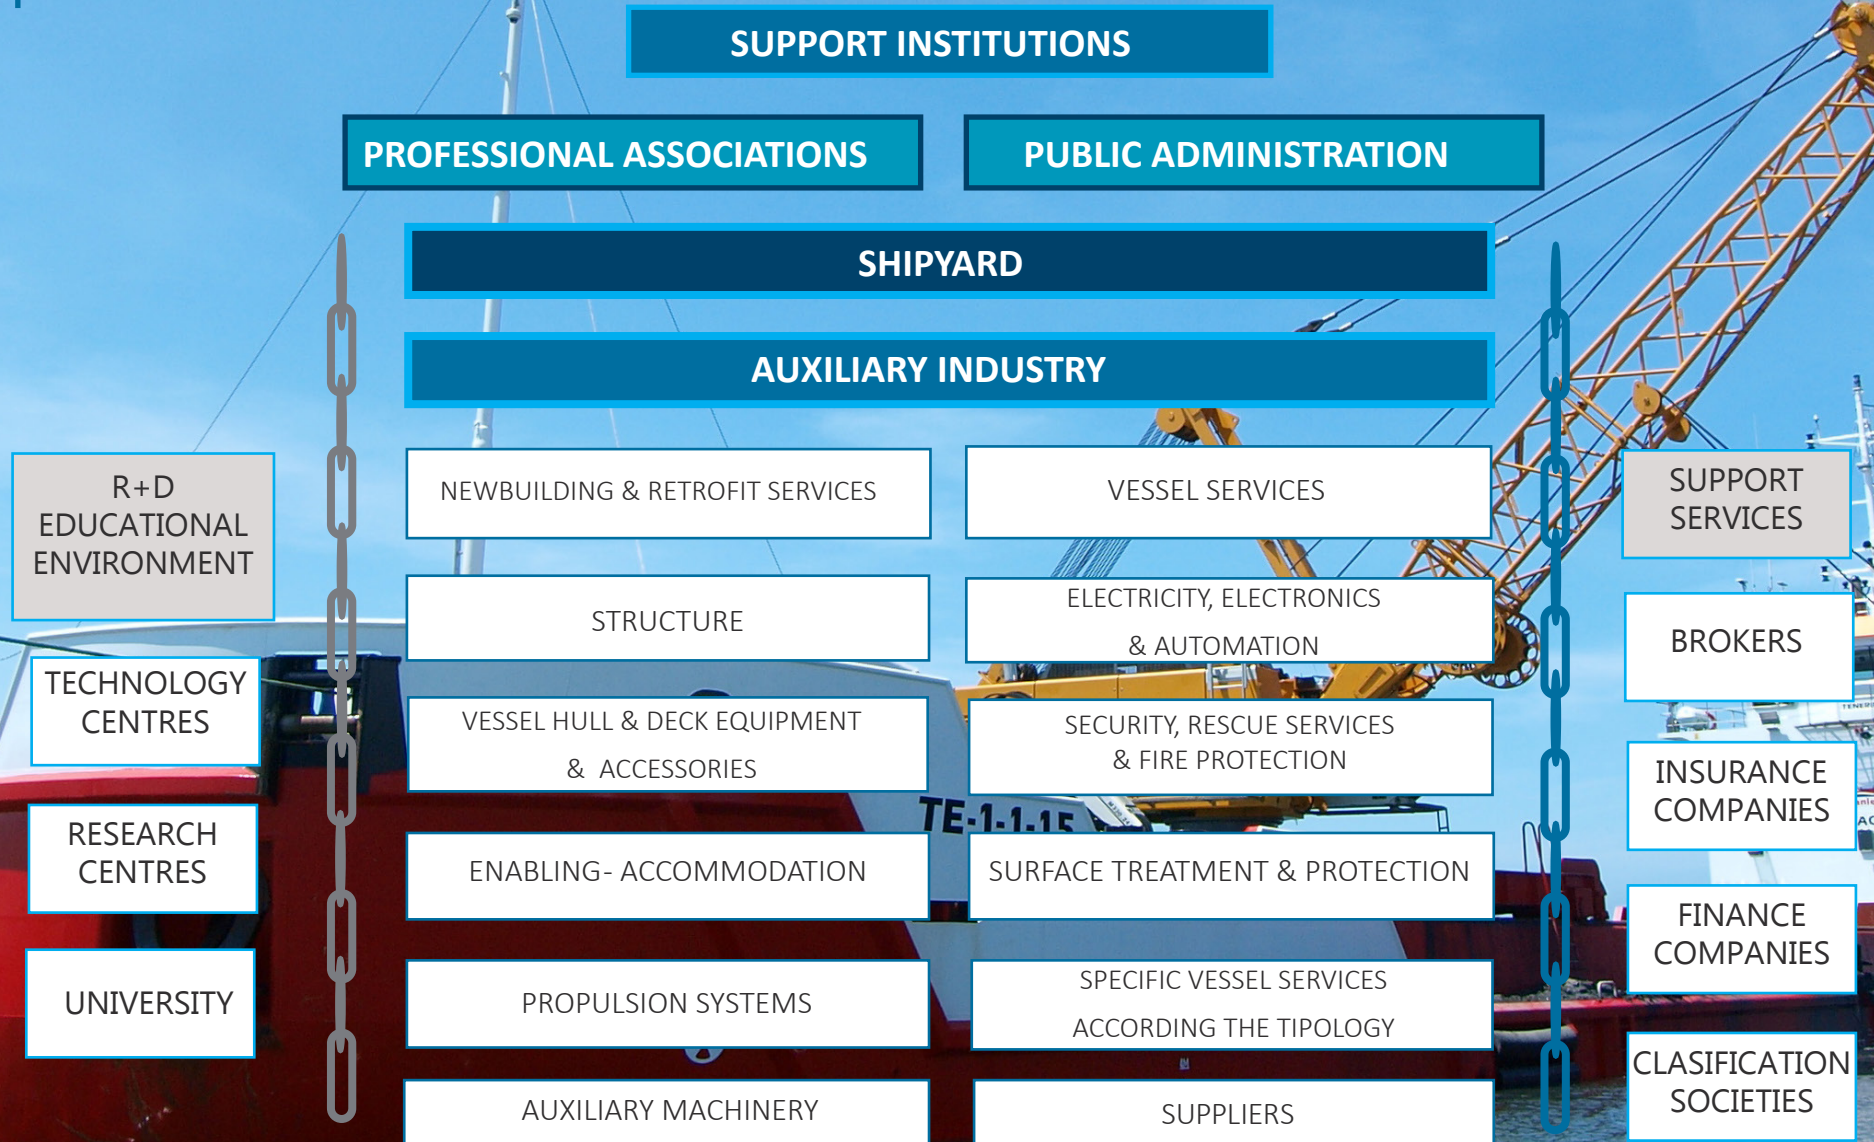 SUPPORT INSTITUTIONS
PROFESSIONAL ASSOCIATIONS
PUBLIC ADMINISTRATION
SHIPYARD
AUXILIARY INDUSTRY
R+D
EDUCATIONAL
ENVIRONMENT
TECHNOLOGY
CENTRES
RESEARCH
CENTRES
UNIVERSITY
NEWBUILDING & RETROFIT SERVICES
STRUCTURE
VESSEL HULL & DECK EQUIPMENT
& ACCESSORIES
ENABLING- ACCOMMODATION
PROPULSION SYSTEMS
AUXILIARY MACHINERY
VESSEL SERVICES
ELECTRICITY, ELECTRONICS
& AUTOMATION
SECURITY, RESCUE SERVICES
& FIRE PROTECTION
TE-1-1-15
SURFACE TREATMENT & PROTECTION
SPECIFIC VESSEL SERVICES
ACCORDING THE TIPOLOGY
SUPPLIERS
SUPPORT
SERVICES
BROKERS
INSURANCE
COMPANIES
FINANCE
COMPANIES
CLASIFICATION
SOCIETIES